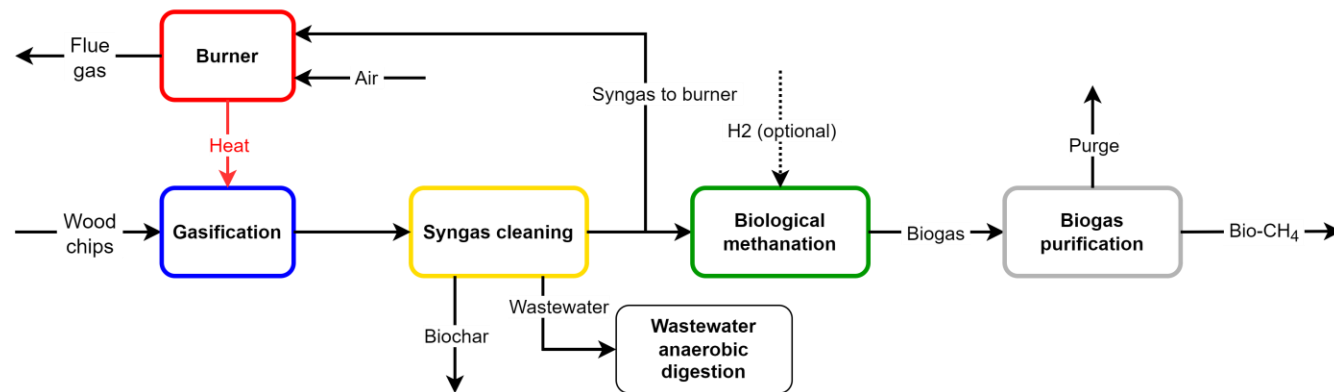 Flue
gas
Burner
Air
Syngas to burner
H2 (optional)
Heat
Purge
Wood
chips
Gasification
Syngas cleaning
Biological
methanation
Biogas
Biogas
purification
Bio-CH₄
Biochar
Wastewater
Wastewater
anaerobic
digestion